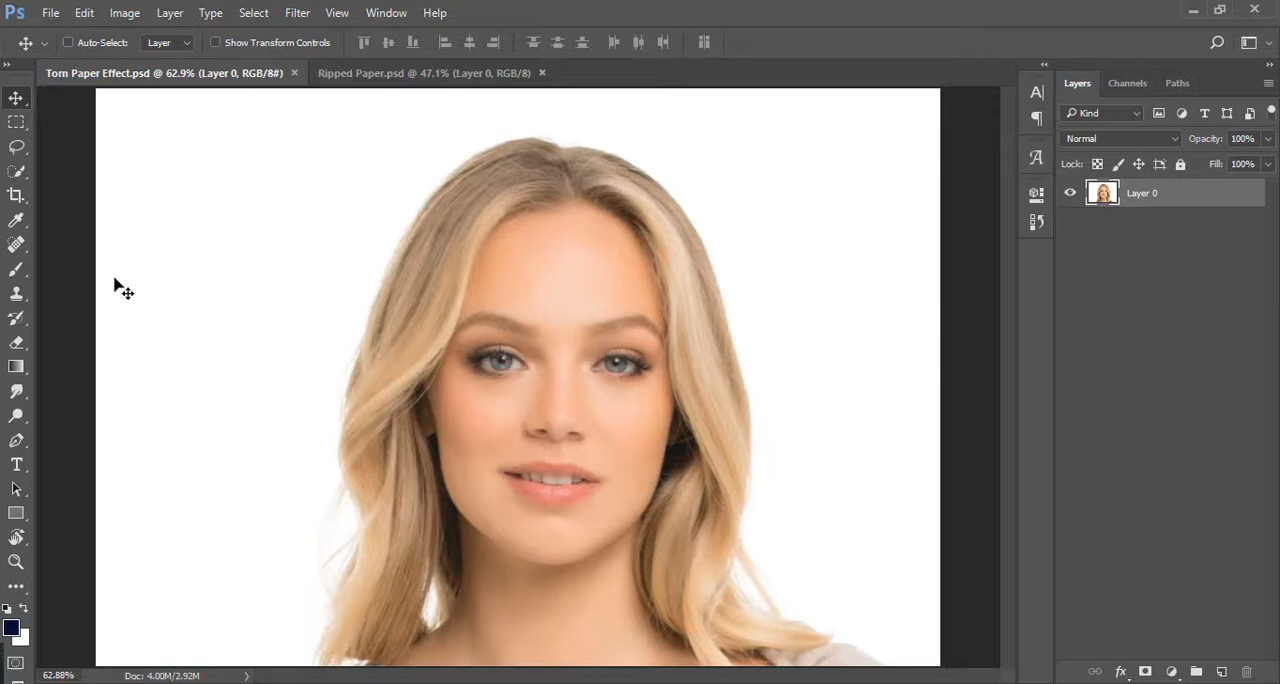 Ps File Edit Image Layer Type Select Filter View Window Help
Auto-Select: Layer Show Transform Controls
Torn Paper Effect.psd @ 62.9% (Layer 0, RGB/8#) × Ripped Paper.psd @ 47.1% (Layer 0, RGB/8) ×
Layers Channels Paths
Kind
Normal Opacity: 100%
Lock: Fill: 100%
Layer 0
62.88% Doc: 4.00M/2.92M